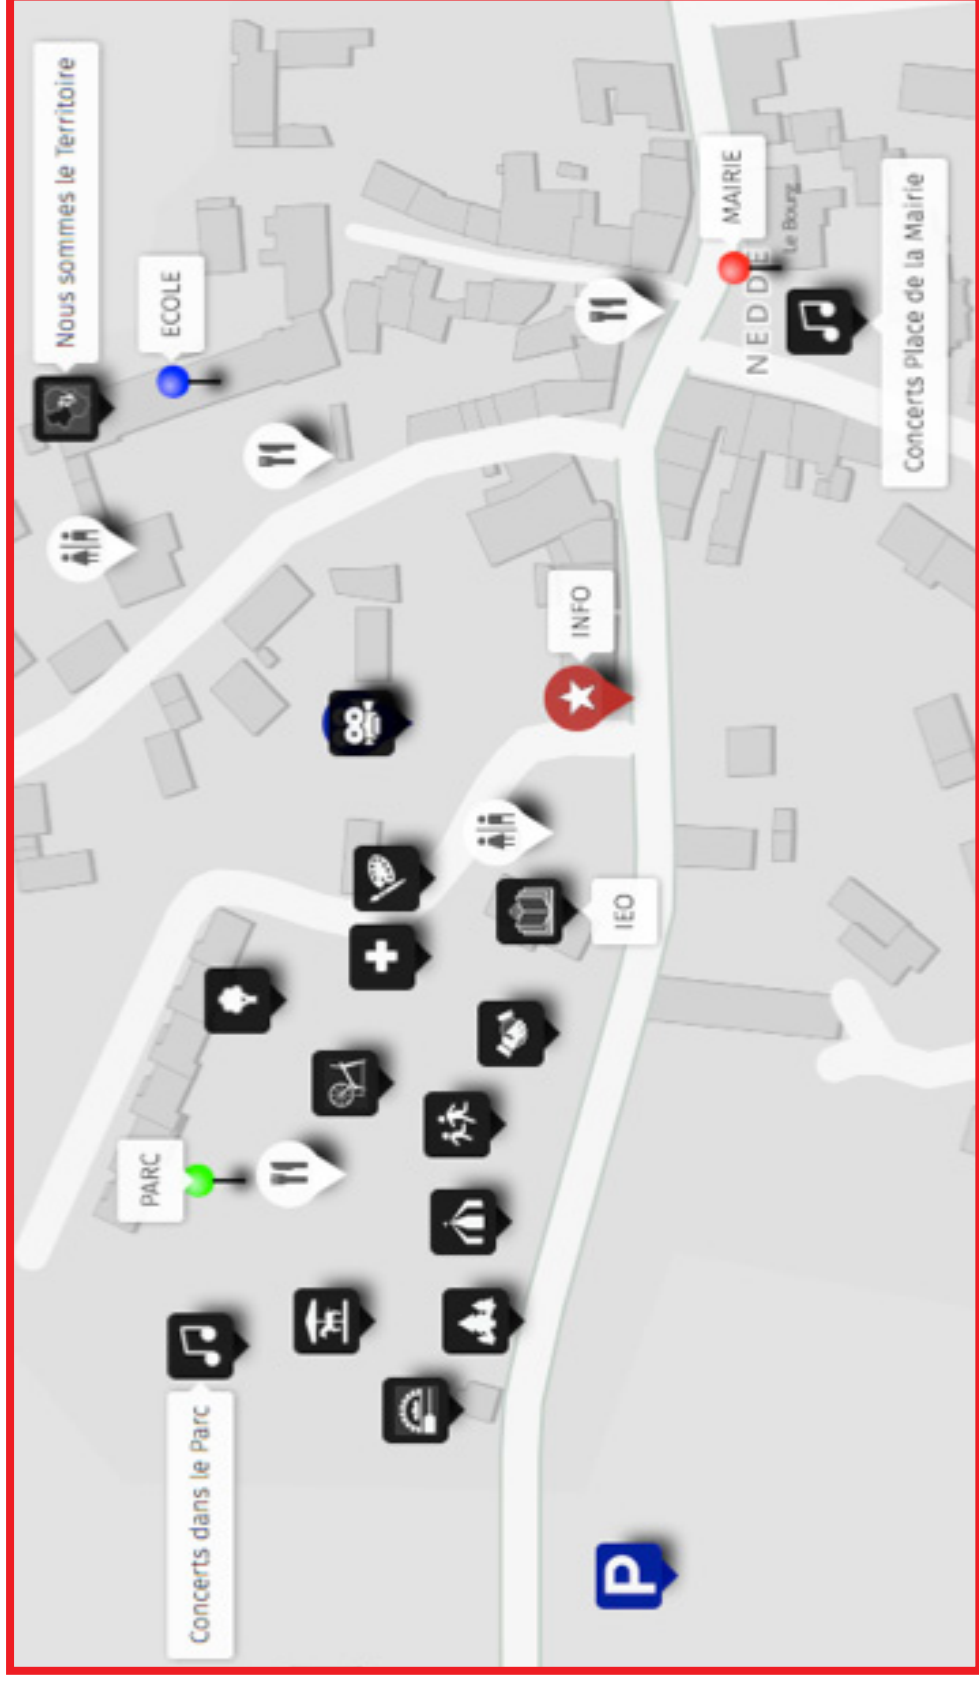 Nous sommes le Territoire
ECOLE
MAIRIE
Le Bourg
NEDDE
Concerts Place de la Mairie
INFO
IEO
PARC
Concerts dans le Parc
P